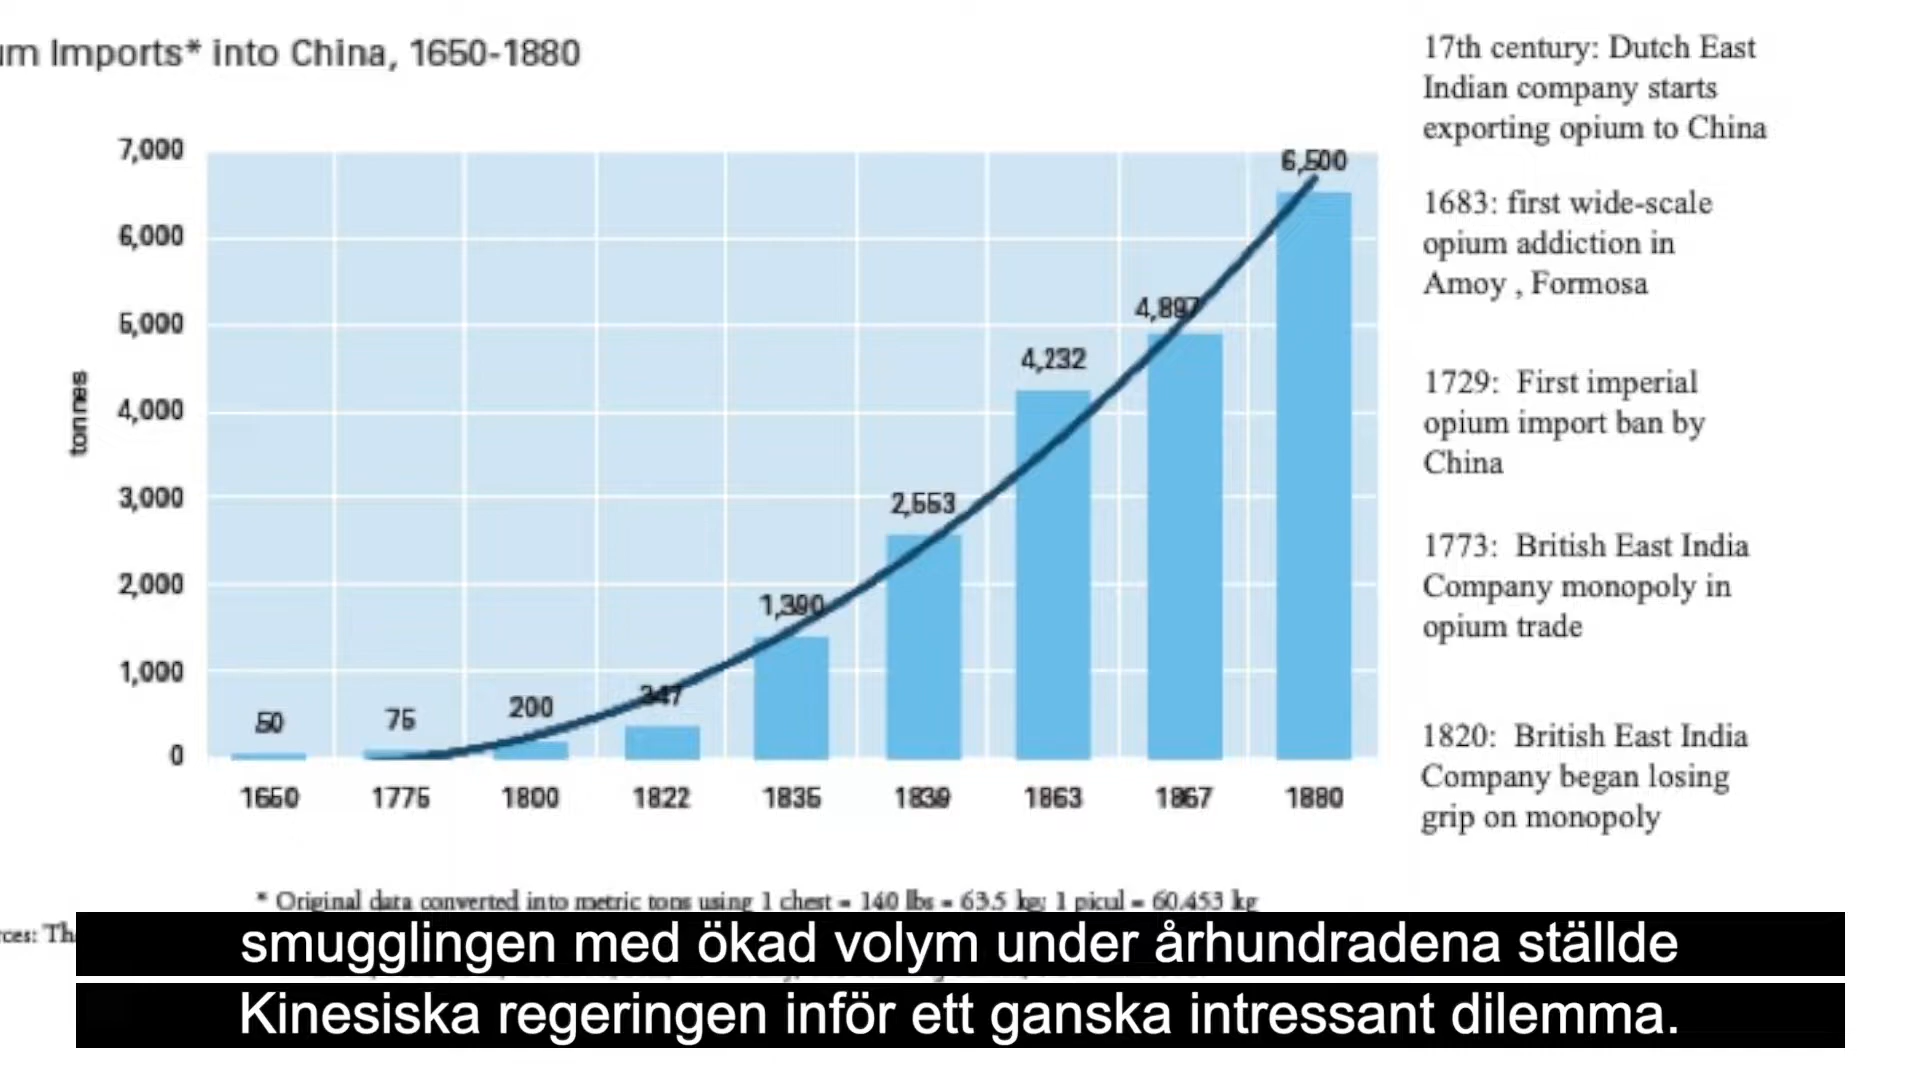 um Imports* into China, 1650-1880
7,000
6,000
5,000
4,000
3,000
2,000
1,000
0
tonnes
50
75
200
347
1,390
2,553
4,232
4,897
6,500
1650
1775
1800
1822
1835
1839
1863
1867
1880
17th century: Dutch East
Indian company starts
exporting opium to China
1683: first wide-scale
opium addiction in
Amoy , Formosa
1729: First imperial
opium import ban by
China
1773: British East India
Company monopoly in
opium trade
1820: British East India
Company began losing
grip on monopoly
* Original data converted into metric tons using 1 chest = 140 lbs = 63.5 kg; 1 picul = 60.453 kg
rces: Th
smugglingen med ökad volym under århundradena ställde
Kinesiska regeringen inför ett ganska intressant dilemma.